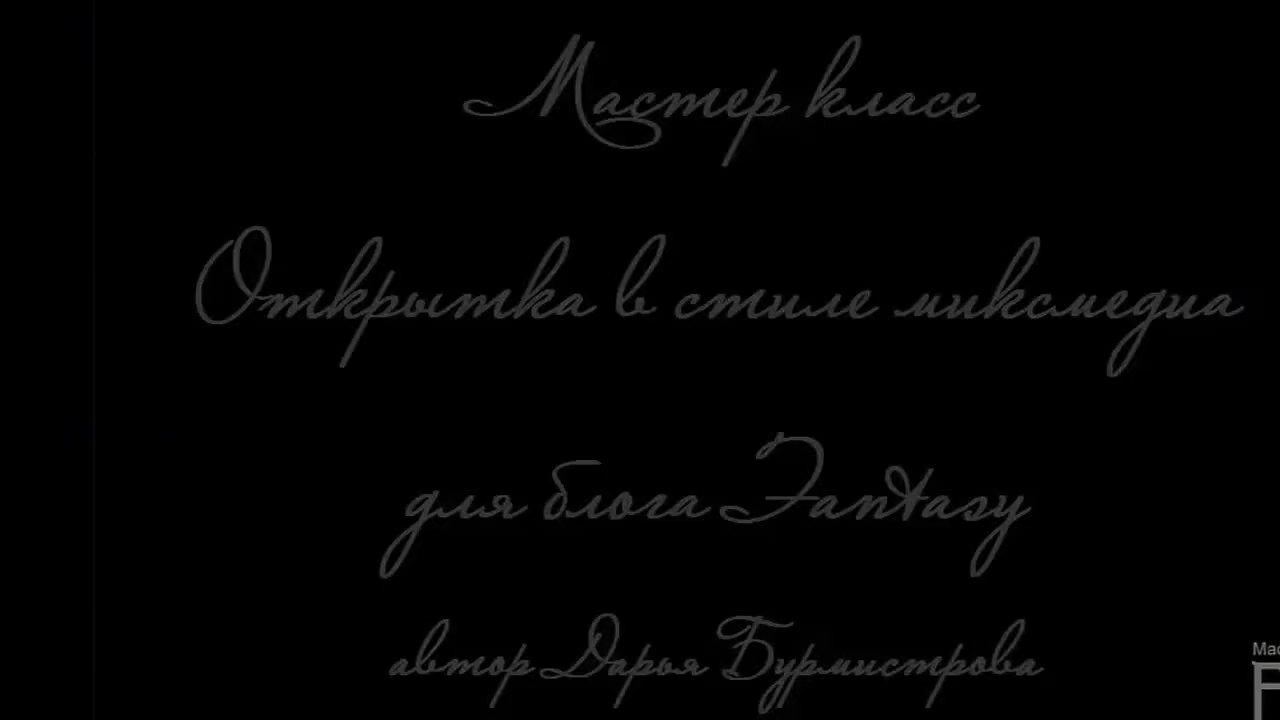 Мастер класс
Открытка в стиле миксмедиа
для блога Fantasy
автор Дарья Бурмистрова